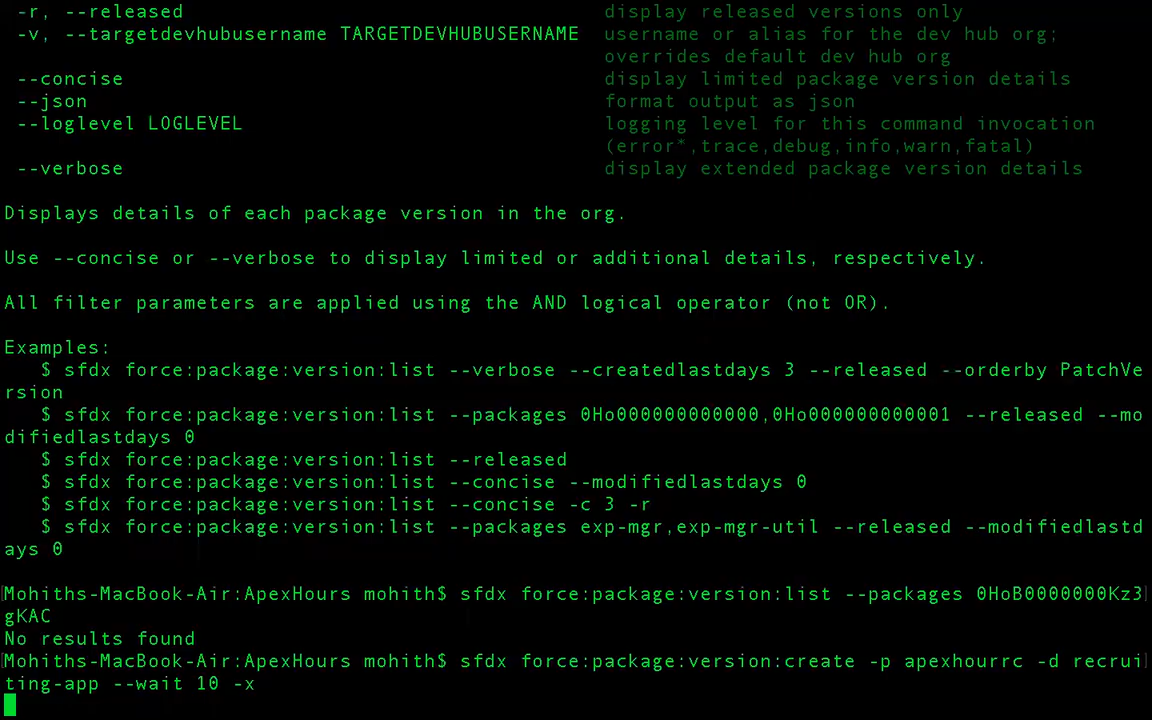 -r, --released display released versions only
-v, --targetdevhubusername TARGETDEVHUBUSERNAME username or alias for the dev hub org;
overrides default dev hub org
--concise display limited package version details
--json format output as json
--loglevel LOGLEVEL logging level for this command invocation
(error*,trace,debug,info,warn,fatal)
--verbose display extended package version details
Displays details of each package version in the org.
Use --concise or --verbose to display limited or additional details, respectively.
All filter parameters are applied using the AND logical operator (not OR).
Examples:
$ sfdx force:package:version:list --verbose --createdlastdays 3 --released --orderby PatchVe
rsion
$ sfdx force:package:version:list --packages 0Ho000000000000,0Ho000000000001 --released --mo
difiedlastdays 0
$ sfdx force:package:version:list --released
$ sfdx force:package:version:list --concise --modifiedlastdays 0
$ sfdx force:package:version:list --concise -c 3 -r
$ sfdx force:package:version:list --packages exp-mgr,exp-mgr-util --released --modifiedlastd
ays 0
[Mohiths-MacBook-Air:ApexHours mohith$ sfdx force:package:version:list --packages 0HoB0000000Kz3]
gKAC
No results found
[Mohiths-MacBook-Air:ApexHours mohith$ sfdx force:package:version:create -p apexhourrc -d recrui]
ting-app --wait 10 -x